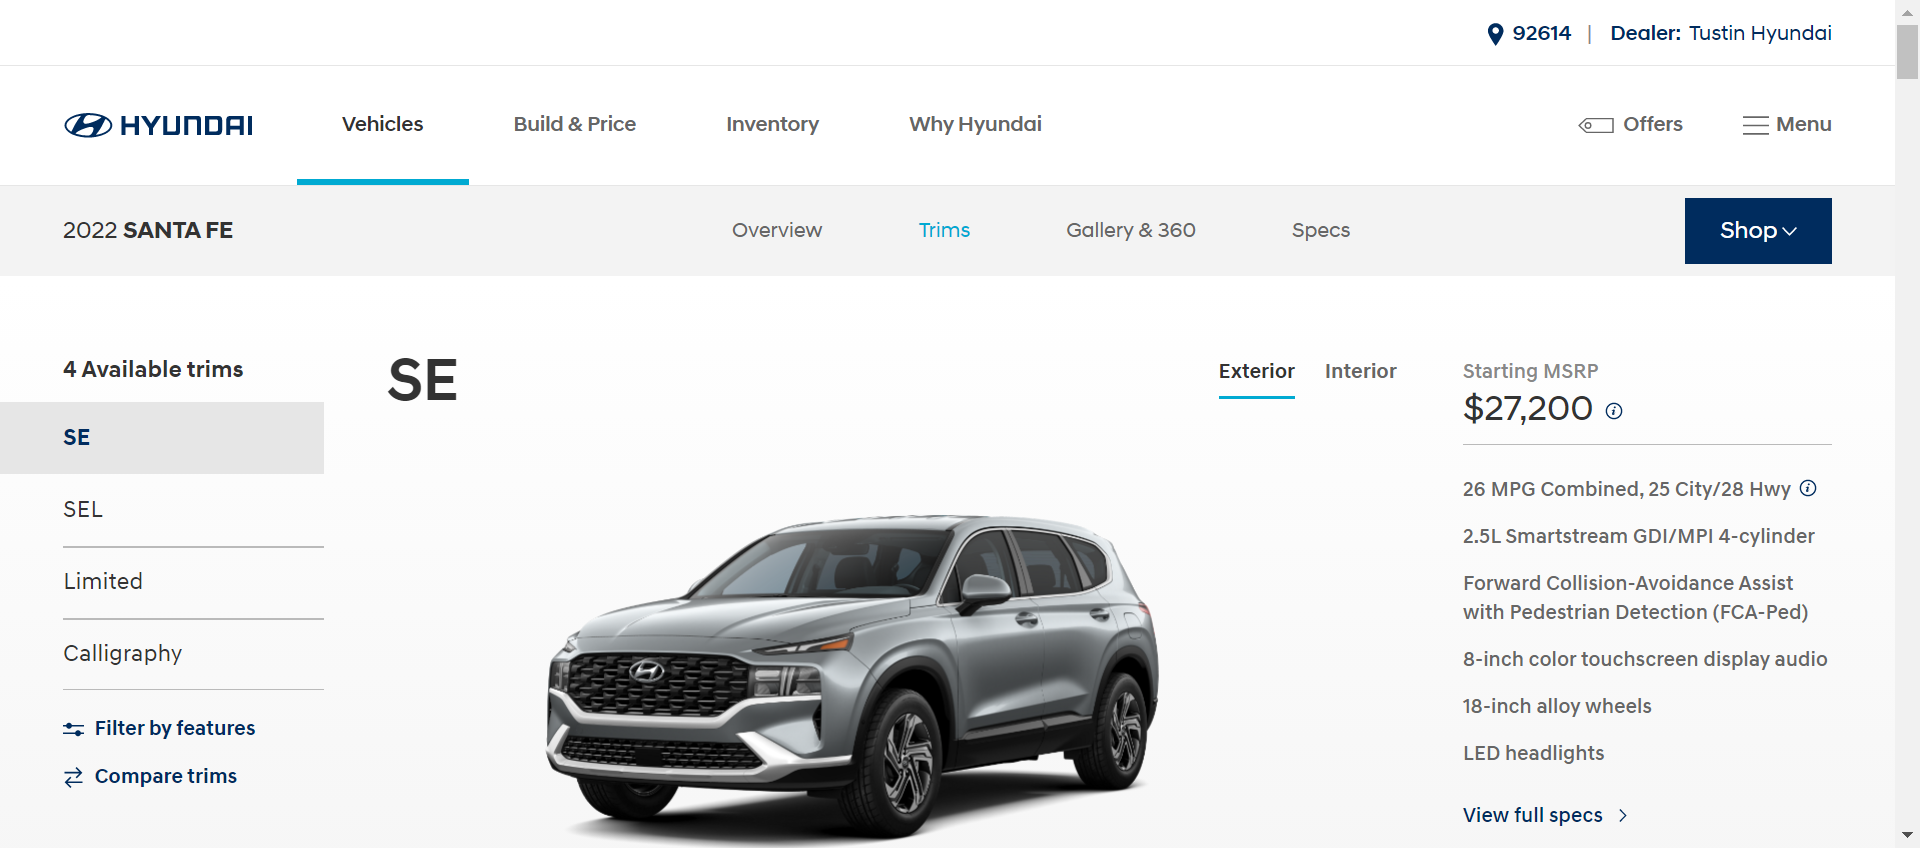 92614 | Dealer: Tustin Hyundai
HYUNDAI Vehicles Build & Price Inventory Why Hyundai Offers Menu
2022 SANTA FE Overview Trims Gallery & 360 Specs Shop
4 Available trims
SE
SEL
Limited
Calligraphy
Filter by features
Compare trims
SE
Exterior Interior
Starting MSRP
$27,200
26 MPG Combined, 25 City/28 Hwy
2.5L Smartstream GDI/MPI 4-cylinder
Forward Collision-Avoidance Assist
with Pedestrian Detection (FCA-Ped)
8-inch color touchscreen display audio
18-inch alloy wheels
LED headlights
View full specs